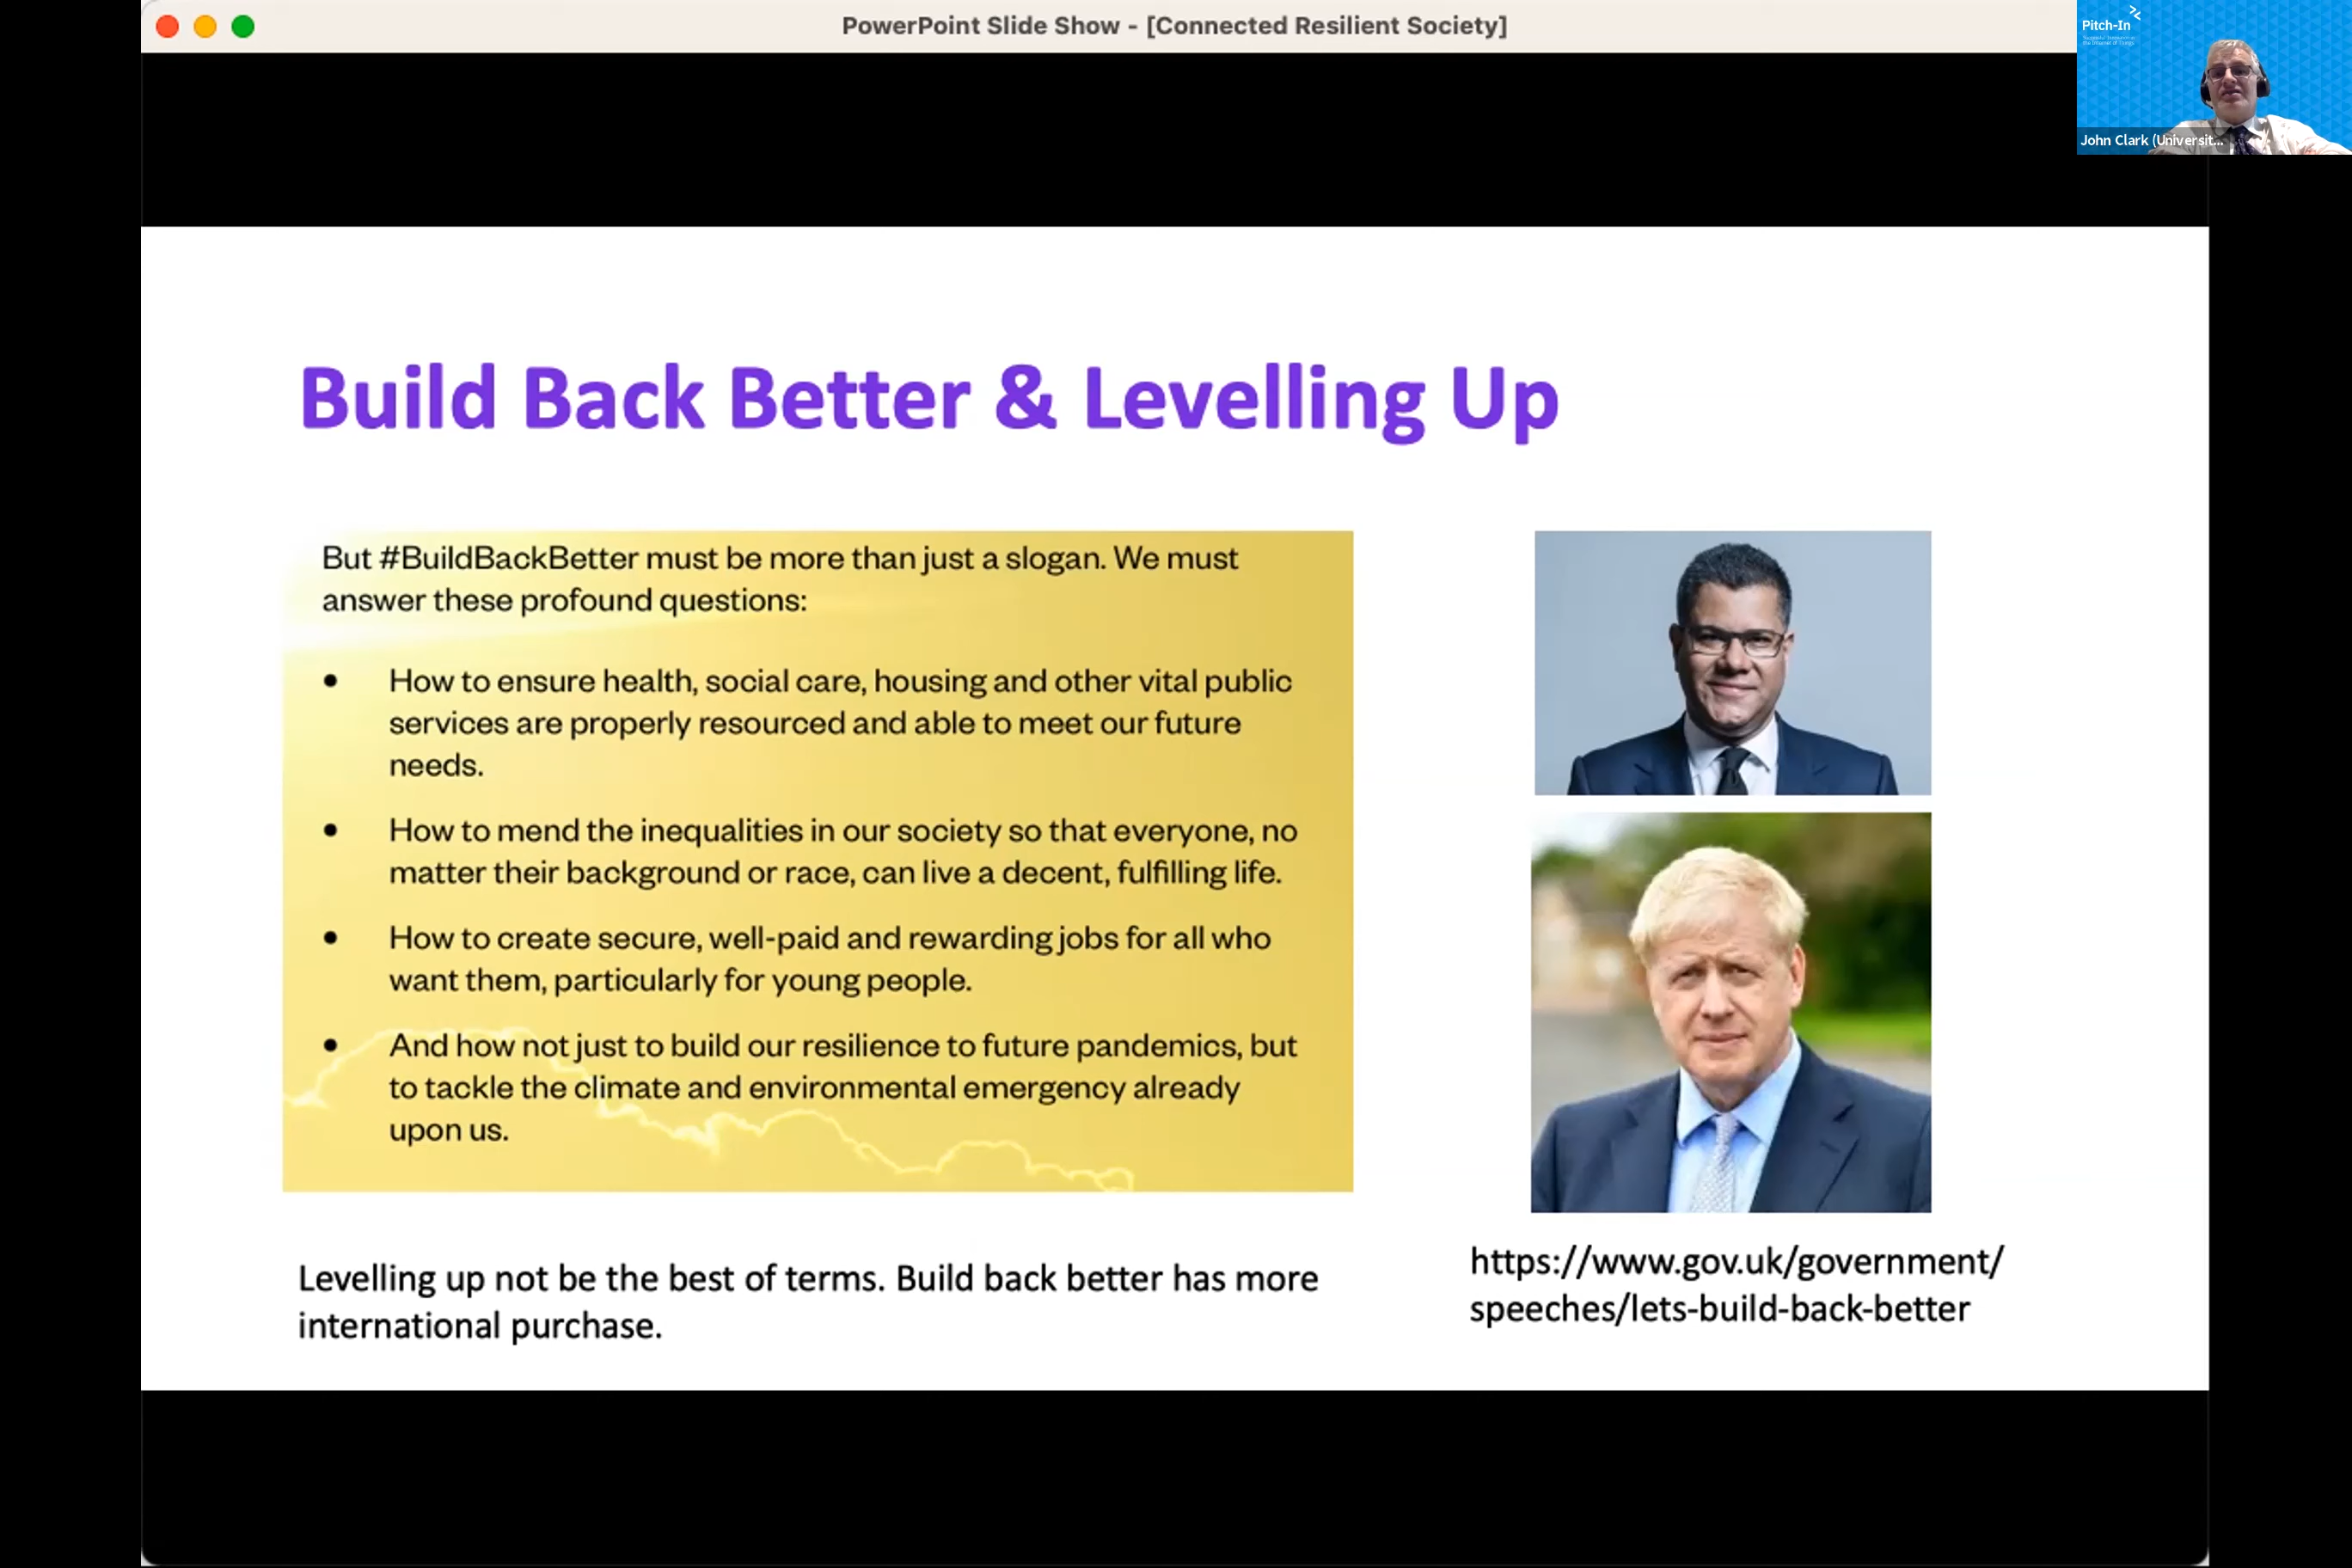 PowerPoint Slide Show - [Connected Resilient Society]
Pitch-In
John Clark (Universit...
Build Back Better & Levelling Up
But #BuildBackBetter must be more than just a slogan. We must
answer these profound questions:
• How to ensure health, social care, housing and other vital public
services are properly resourced and able to meet our future
needs.
• How to mend the inequalities in our society so that everyone, no
matter their background or race, can live a decent, fulfilling life.
• How to create secure, well-paid and rewarding jobs for all who
want them, particularly for young people.
• And how not just to build our resilience to future pandemics, but
to tackle the climate and environmental emergency already
upon us.
Levelling up not be the best of terms. Build back better has more
international purchase.
https://www.gov.uk/government/
speeches/lets-build-back-better